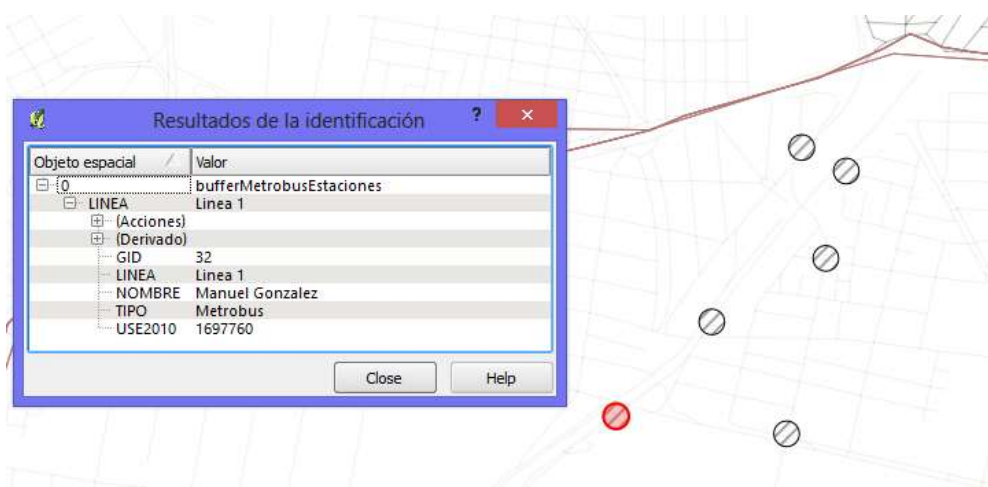 Resultados de la identificación ? ×
Objeto espacial / Valor
0 bufferMetrobusEstaciones
LINEA Linea 1
(Acciones)
(Derivado)
GID 32
LINEA Linea 1
NOMBRE Manuel Gonzalez
TIPO Metrobus
USE2010 1697760
Close Help